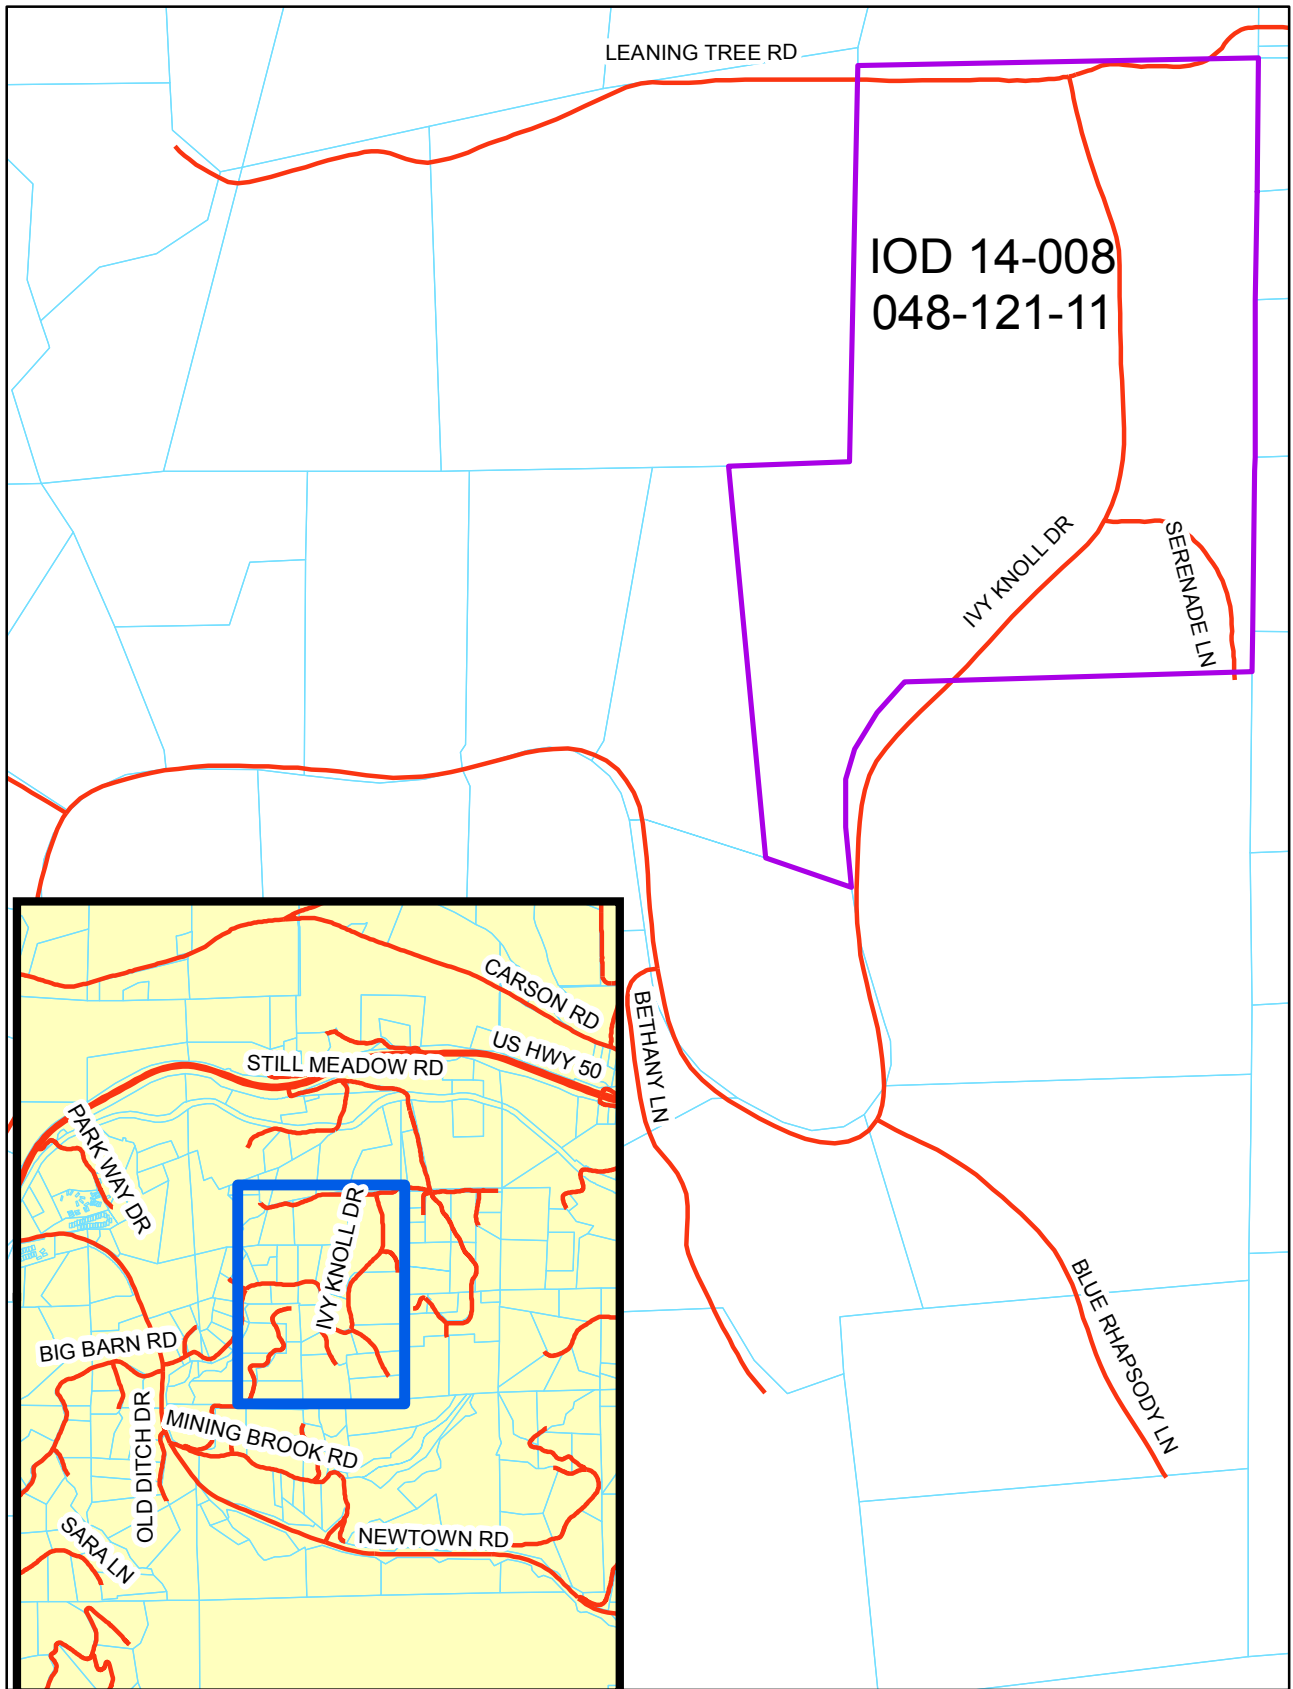 LEANING TREE RD
IOD 14-008
048-121-11
IVY KNOLL DR
SERENADE LN
BETHANY LN
BLUE RHAPSODY LN
CARSON RD
US HWY 50
STILL MEADOW RD
PARK WAY DR
IVY KNOLL DR
BIG BARN RD
OLD DITCH DR
MINING BROOK RD
NEWTOWN RD
SARA LN